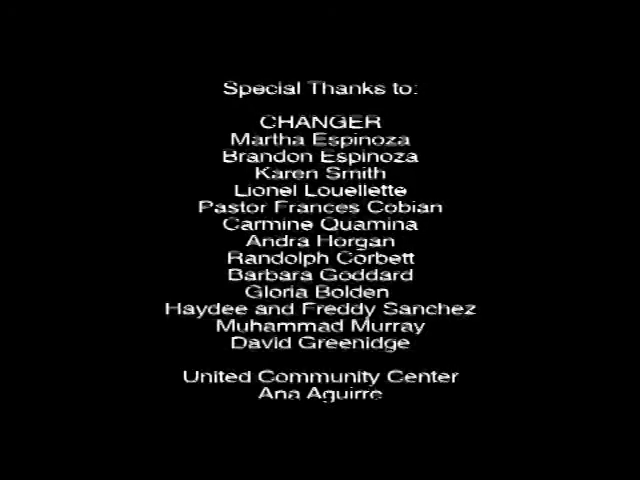 Special Thanks to:
CHANGER
Martha Espinoza
Brandon Espinoza
Karen Smith
Lionel Louellette
Pastor Frances Cobian
Carmine Quamina
Andra Horgan
Randolph Corbett
Barbara Goddard
Gloria Bolden
Haydee and Freddy Sanchez
Muhammad Murray
David Greenidge
United Community Center
Ana Aguirre